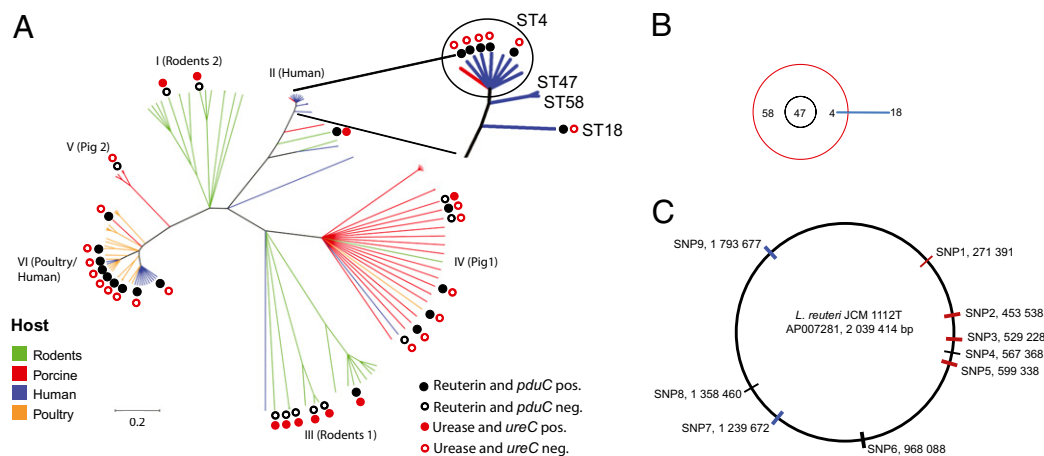 A
I (Rodents 2)
II (Human)
ST4
ST47
ST58
ST18
V (Pig 2)
VI (Poultry/
Human)
IV (Pig1)
III (Rodents 1)
Host
Rodents
Porcine
Human
Poultry
0.2
Reuterin and pduC pos.
Reuterin and pduC neg.
Urease and ureC pos.
Urease and ureC neg.
B
58
47
4
18
C
SNP9, 1 793 677
SNP1, 271 391
SNP2, 453 538
SNP3, 529 228
SNP4, 567 368
SNP5, 599 338
L. reuteri JCM 1112T
AP007281, 2 039 414 bp
SNP8, 1 358 460
SNP7, 1 239 672
SNP6, 968 088